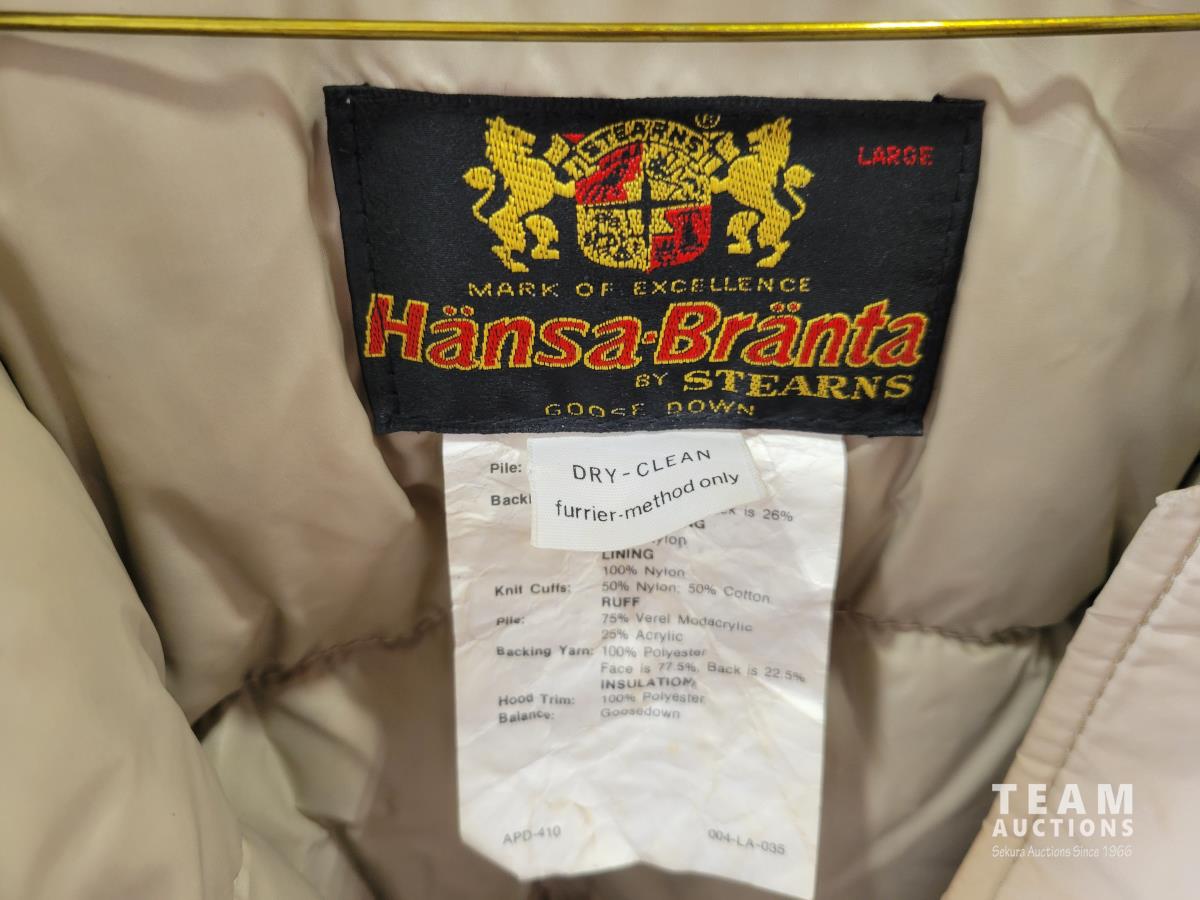 STEARNS ®
LARGE
MARK OF EXCELLENCE
Hänsa·Bränta
BY STEARNS
GOOSE DOWN
DRY-CLEAN
furrier-method only
Pile:
is 26%
LINING
100% Nylon
Knit Cuffs: 50% Nylon; 50% Cotton
RUFF
Pile: 75% Verel Modacrylic
25% Acrylic
Backing Yarn: 100% Polyester
Face is 77.5%, Back is 22.5%
INSULATION:
Hood Trim: 100% Polyester
Balance: Goosedown
APD-410 004-LA-035
TEAM
AUCTIONS
Sekura Auctions Since 1966